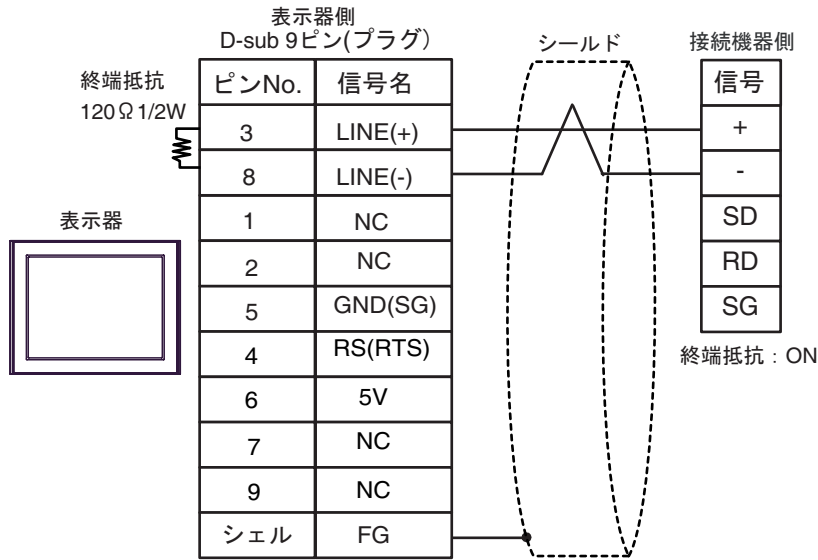 表示器側
D-sub 9ピン(プラグ)
シールド
接続機器側
終端抵抗
120Ω 1/2W
ピンNo. 信号名
信号
3 LINE(+)
+
8 LINE(-)
-
表示器
1 NC
SD
2 NC
RD
5 GND(SG)
SG
4 RS(RTS)
終端抵抗：ON
6 5V
7 NC
9 NC
シェル FG